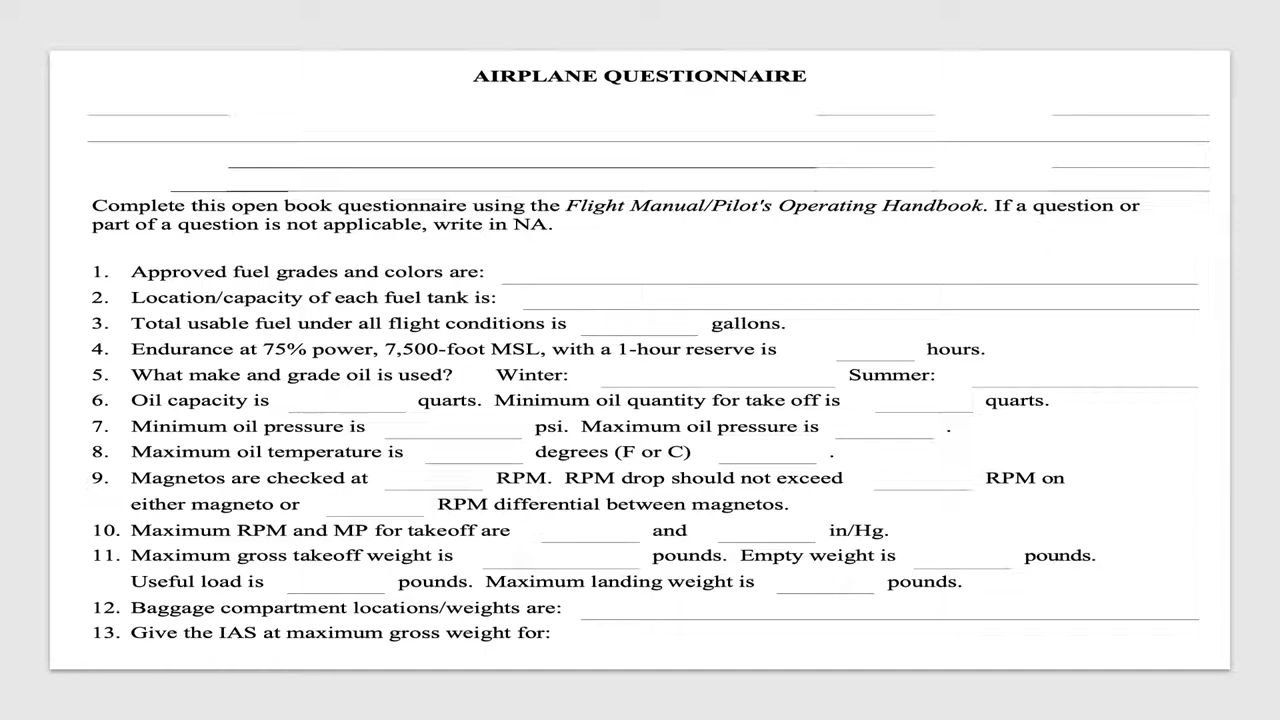 AIRPLANE QUESTIONNAIRE
Complete this open book questionnaire using the Flight Manual/Pilot's Operating Handbook. If a question or
part of a question is not applicable, write in NA.
1. Approved fuel grades and colors are:
2. Location/capacity of each fuel tank is:
3. Total usable fuel under all flight conditions is gallons.
4. Endurance at 75% power, 7,500-foot MSL, with a 1-hour reserve is hours.
5. What make and grade oil is used? Winter: Summer:
6. Oil capacity is quarts. Minimum oil quantity for take off is quarts.
7. Minimum oil pressure is psi. Maximum oil pressure is .
8. Maximum oil temperature is degrees (F or C) .
9. Magnetos are checked at RPM. RPM drop should not exceed RPM on
either magneto or RPM differential between magnetos.
10. Maximum RPM and MP for takeoff are and in/Hg.
11. Maximum gross takeoff weight is pounds. Empty weight is pounds.
Useful load is pounds. Maximum landing weight is pounds.
12. Baggage compartment locations/weights are:
13. Give the IAS at maximum gross weight for: